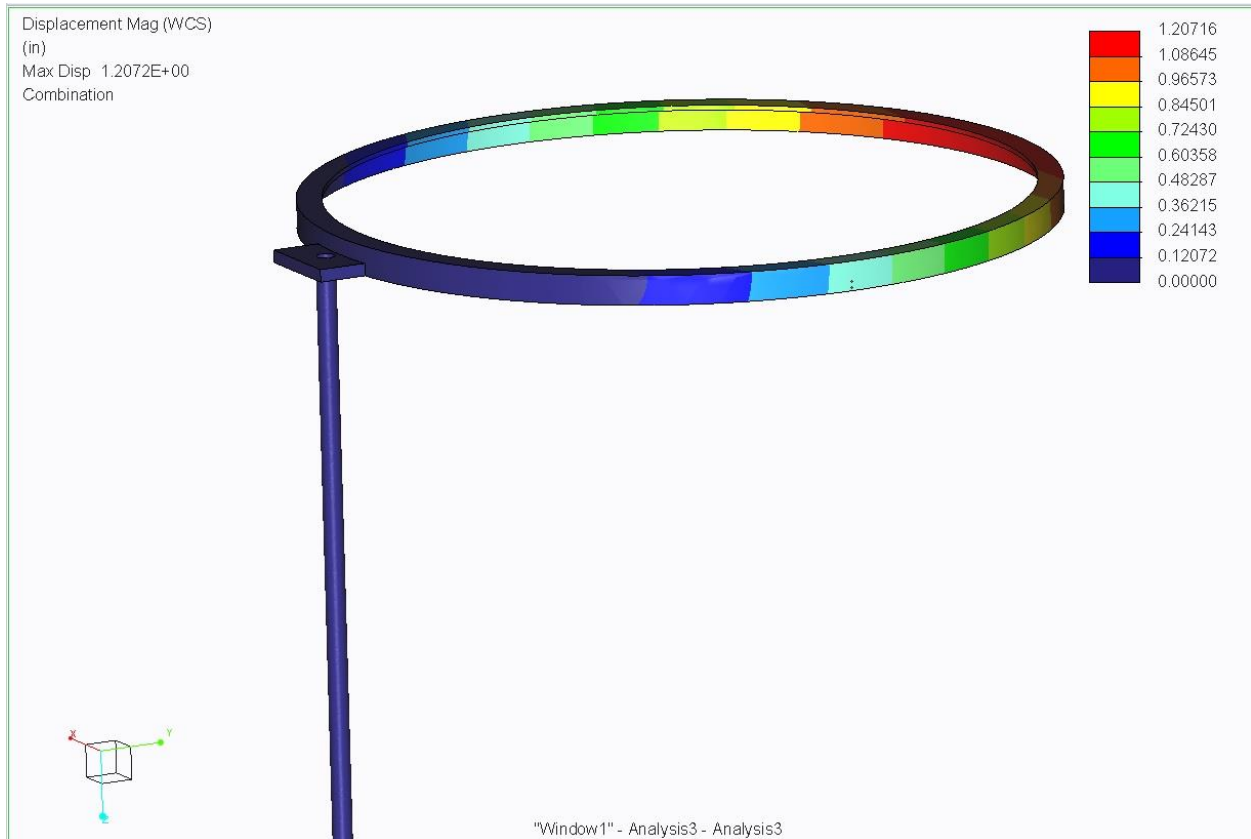 Displacement Mag (WCS)
(in)
Max Disp 1.2072E+00
Combination
1.20716
1.08645
0.96573
0.84501
0.72430
0.60358
0.48287
0.36215
0.24143
0.12072
0.00000
X
Y
Z
"Window1" - Analysis3 - Analysis3